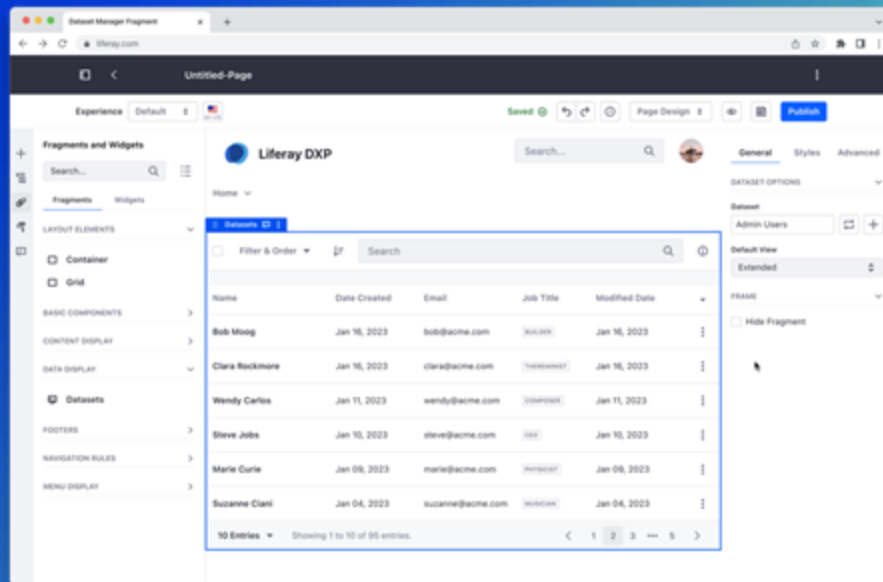 Dataset Manager Fragment
liferay.com
Untitled-Page
Experience Default
Saved Page Design Publish
Fragments and Widgets
Search...
Fragments Widgets
LAYOUT ELEMENTS
Container
Grid
BASIC COMPONENTS
CONTENT DISPLAY
DATA DISPLAY
Datasets
FOOTERS
NAVIGATION RULES
MENU DISPLAY
Liferay DXP
Search...
Home
Datasets
Filter & Order Search
Name Date Created Email Job Title Modified Date
Bob Moog Jan 16, 2023 bob@acme.com BUILDER Jan 16, 2023
Clara Rockmore Jan 16, 2023 clara@acme.com THEREMINIST Jan 16, 2023
Wendy Carlos Jan 11, 2023 wendy@acme.com COMPOSER Jan 11, 2023
Steve Jobs Jan 10, 2023 steve@acme.com CEO Jan 10, 2023
Marie Curie Jan 09, 2023 marie@acme.com PHYSICIST Jan 09, 2023
Suzanne Ciani Jan 04, 2023 suzanne@acme.com MUSICIAN Jan 04, 2023
10 Entries Showing 1 to 10 of 95 entries. 1 2 3 ••• 5
General Styles Advanced
DATASET OPTIONS
Dataset
Admin Users
Default View
Extended
FRAME
Hide Fragment